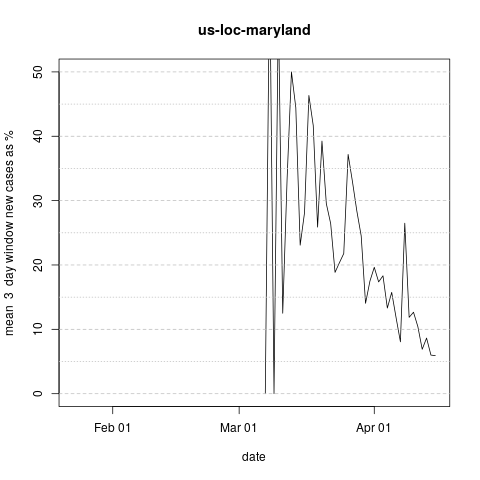 us-loc-maryland
mean 3 day window new cases as %
50
40
30
20
10
0
Feb 01
Mar 01
Apr 01
date